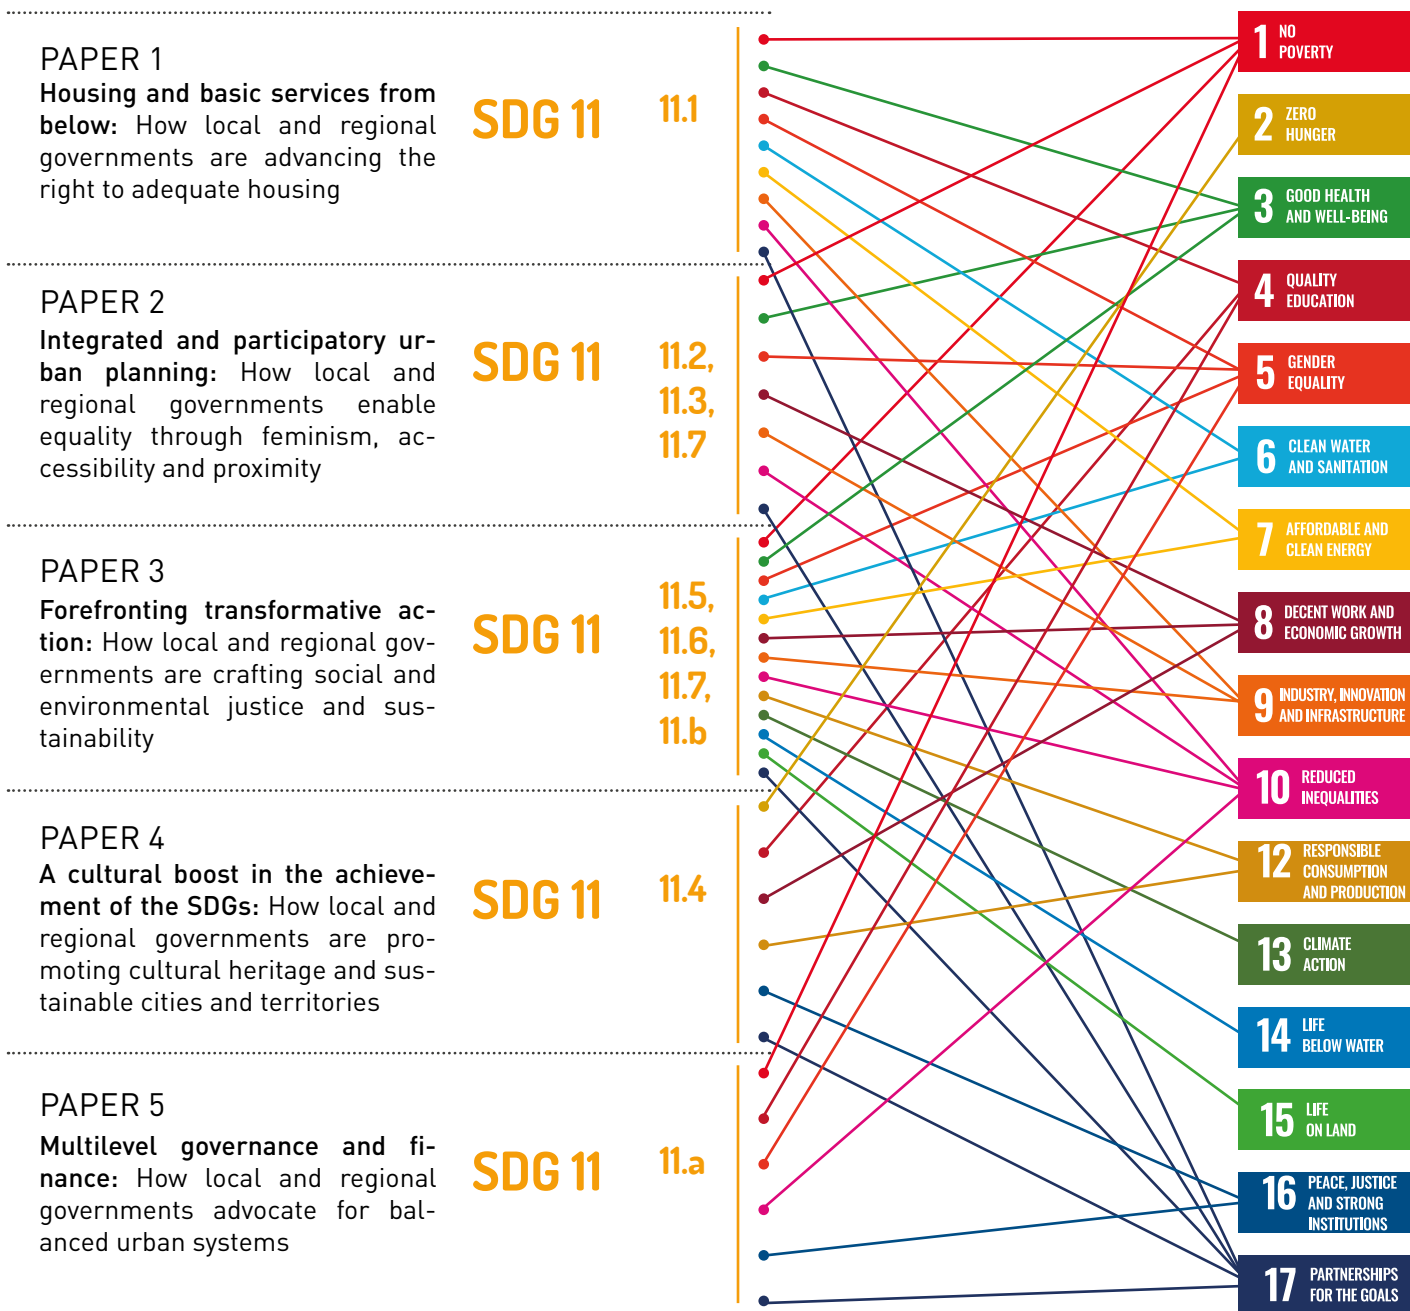 PAPER 1
Housing and basic services from
below: How local and regional
governments are advancing the
right to adequate housing
SDG 11
11.1
PAPER 2
Integrated and participatory ur-
ban planning: How local and
regional governments enable
equality through feminism, ac-
cessibility and proximity
SDG 11
11.2,
11.3,
11.7
PAPER 3
Forefronting transformative ac-
tion: How local and regional gov-
ernments are crafting social and
environmental justice and sus-
tainability
SDG 11
11.5,
11.6,
11.7,
11.b
PAPER 4
A cultural boost in the achieve-
ment of the SDGs: How local and
regional governments are pro-
moting cultural heritage and sus-
tainable cities and territories
SDG 11
11.4
PAPER 5
Multilevel governance and fi-
nance: How local and regional
governments advocate for bal-
anced urban systems
SDG 11
11.a
1 NO
POVERTY
2 ZERO
HUNGER
3 GOOD HEALTH
AND WELL-BEING
4 QUALITY
EDUCATION
5 GENDER
EQUALITY
6 CLEAN WATER
AND SANITATION
7 AFFORDABLE AND
CLEAN ENERGY
8 DECENT WORK AND
ECONOMIC GROWTH
9 INDUSTRY, INNOVATION
AND INFRASTRUCTURE
10 REDUCED
INEQUALITIES
12 RESPONSIBLE
CONSUMPTION
AND PRODUCTION
13 CLIMATE
ACTION
14 LIFE
BELOW WATER
15 LIFE
ON LAND
16 PEACE, JUSTICE
AND STRONG
INSTITUTIONS
17 PARTNERSHIPS
FOR THE GOALS